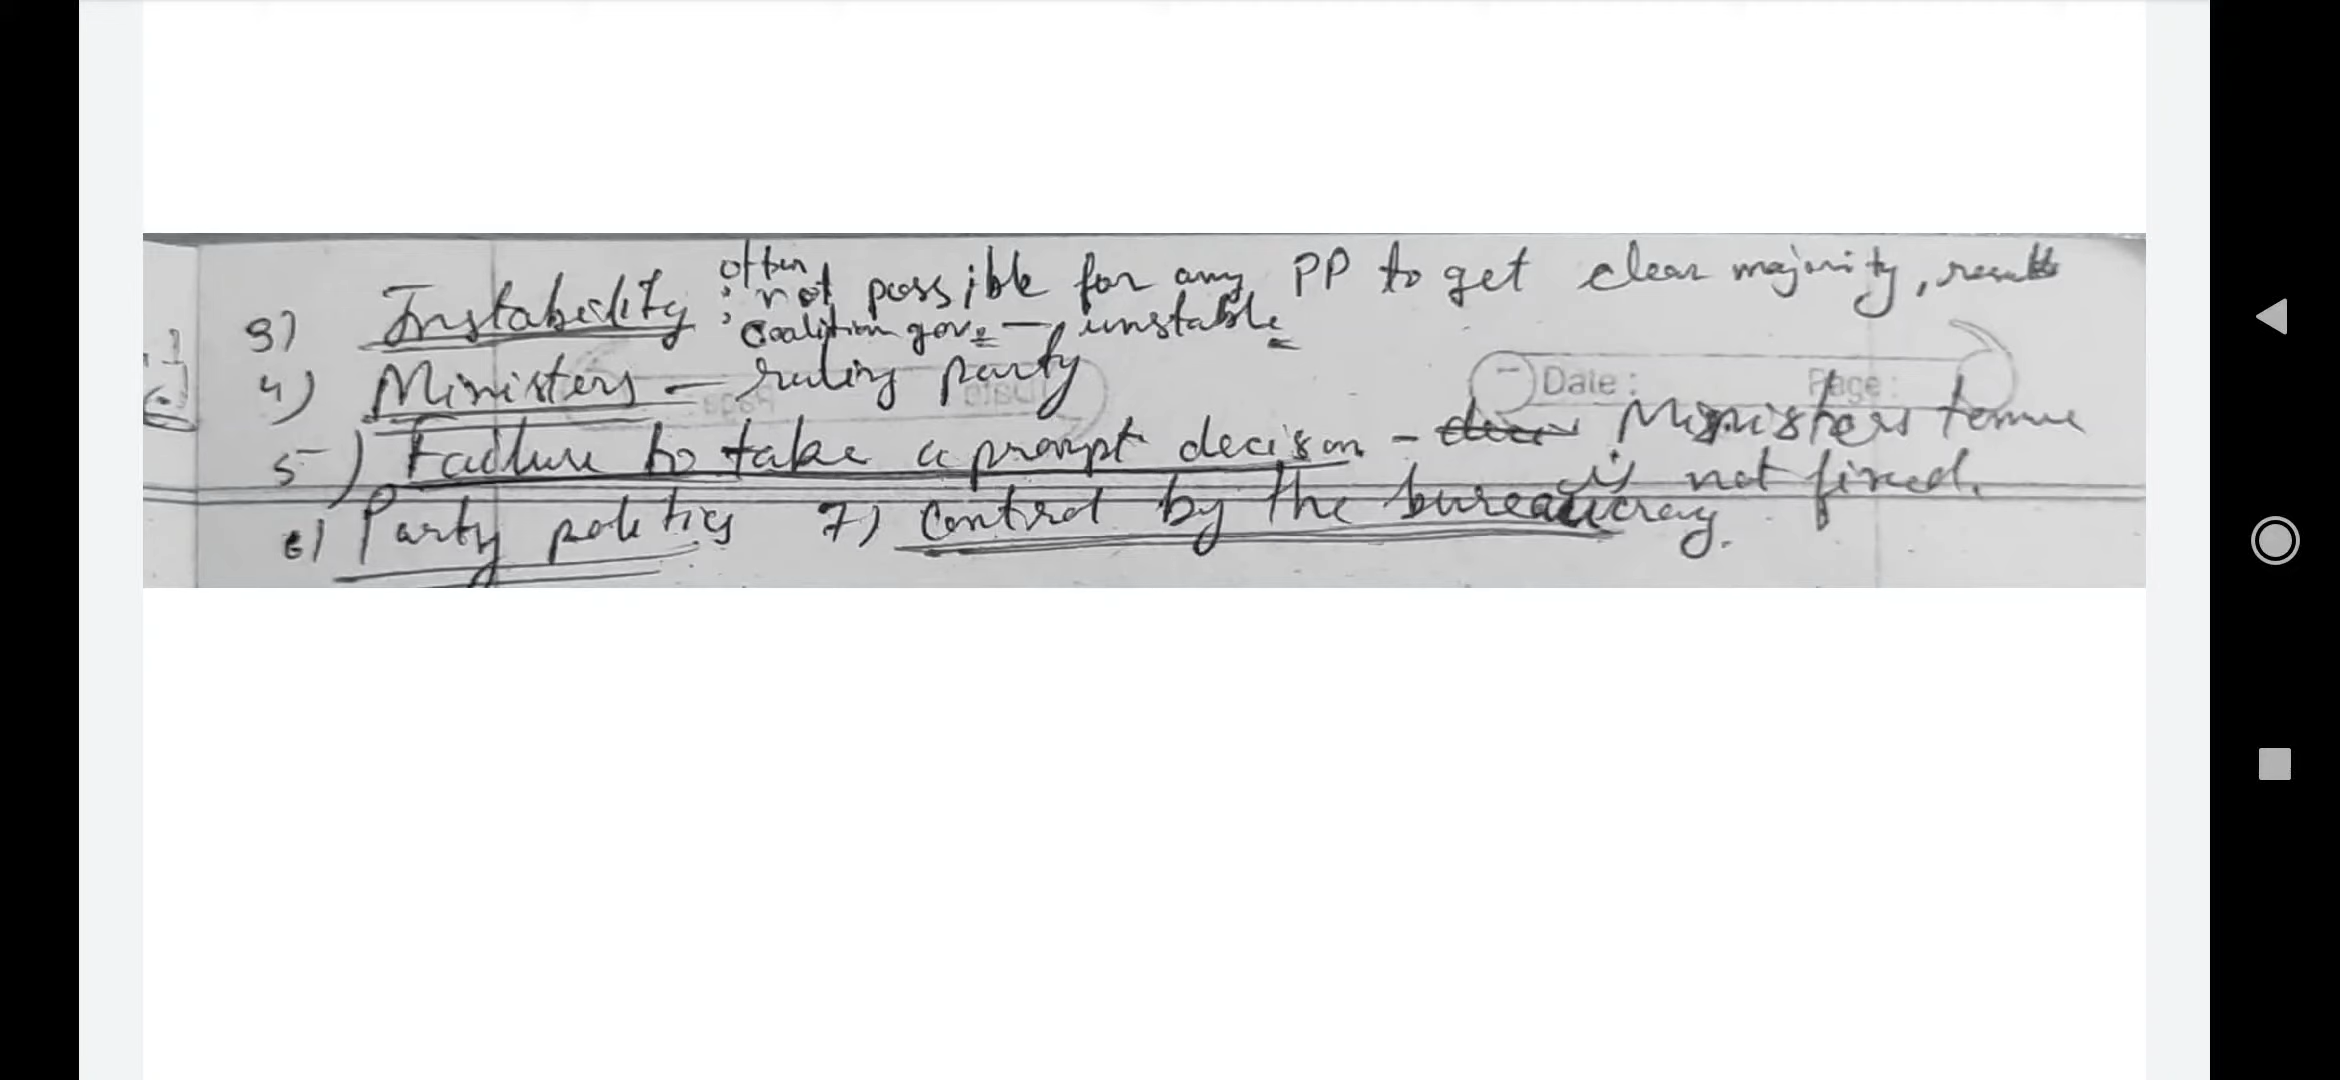 3) Instability : often not possible for any PP to get clear majority, results
: Coalition gov. — unstable
4) Ministers — ruling party
Date : Page :
5) Failure to take a prompt decison - Ministers tenure
is not fixed.
6) Party politics 7) Control by the bureaucracy.